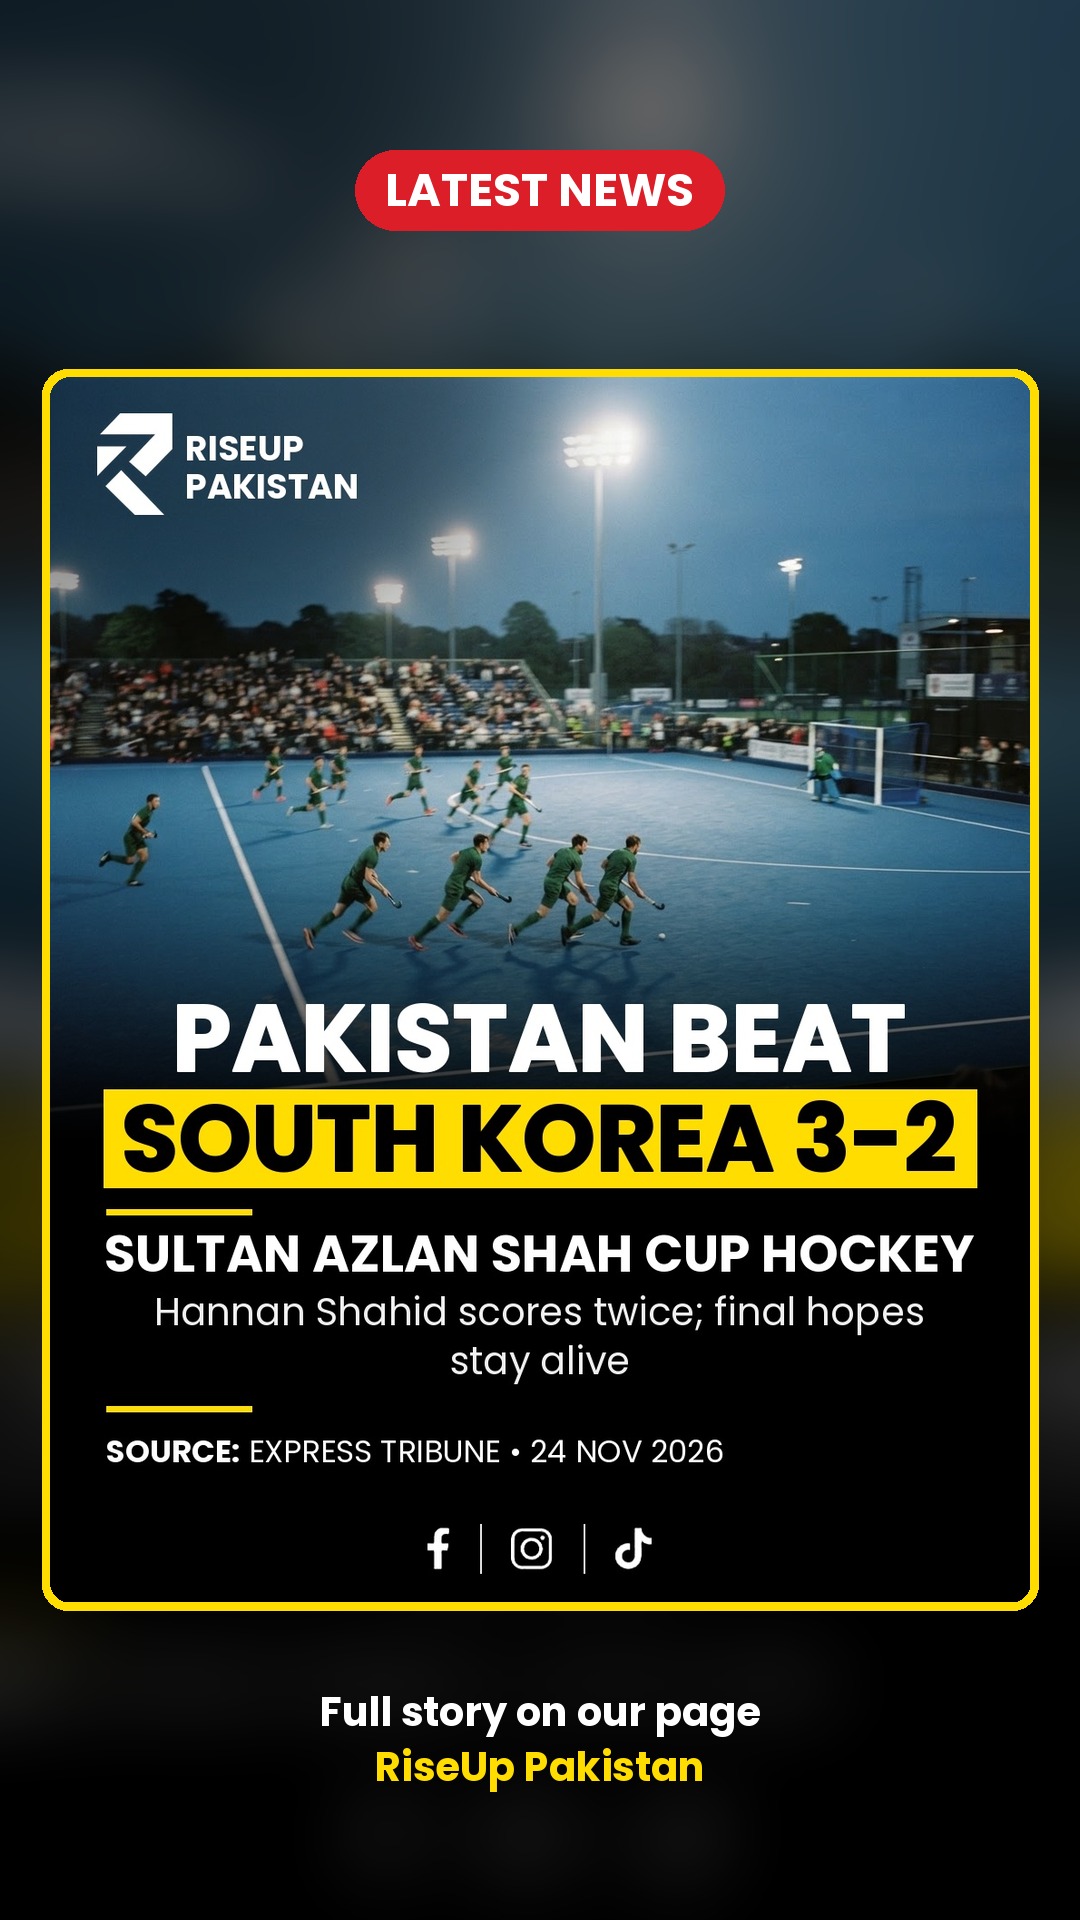 LATEST NEWS
RISEUP
PAKISTAN
PAKISTAN BEAT
SOUTH KOREA 3–2
SULTAN AZLAN SHAH CUP HOCKEY
Hannan Shahid scores twice; final hopes
stay alive
SOURCE: EXPRESS TRIBUNE • 24 NOV 2026
Full story on our page
RiseUp Pakistan